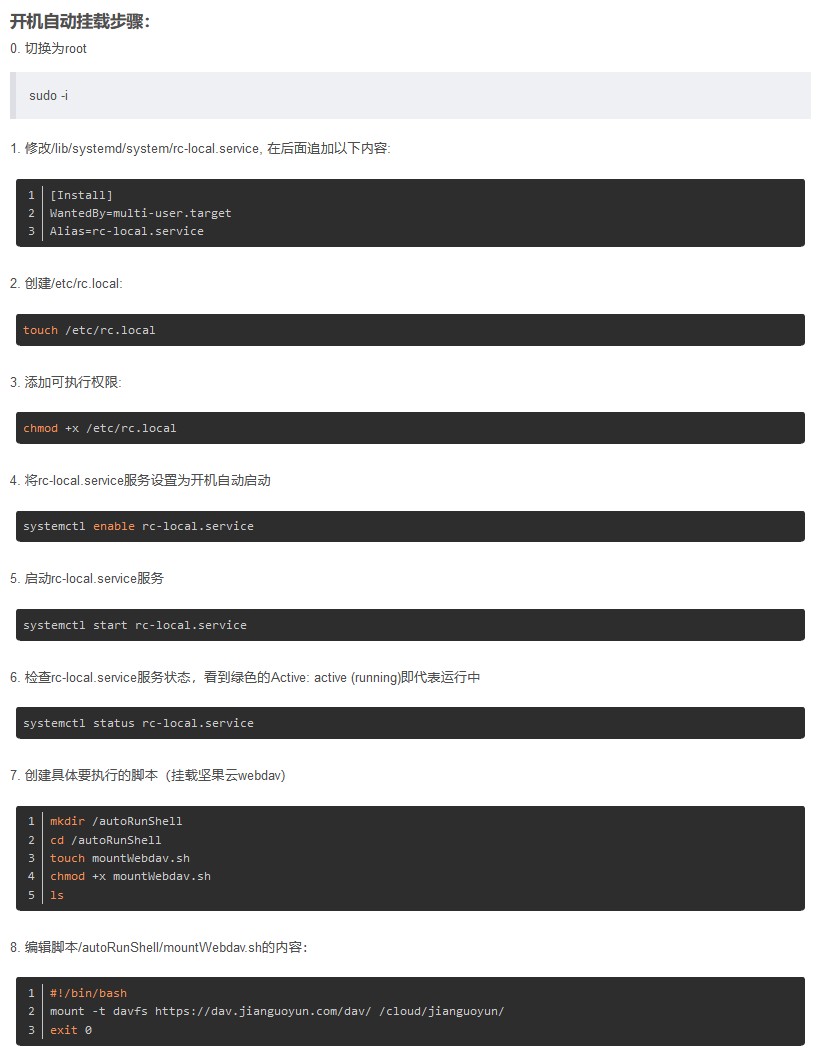 开机自动挂载步骤：
0. 切换为root
sudo -i
1. 修改/lib/systemd/system/rc-local.service, 在后面追加以下内容:
1 [Install]
2 WantedBy=multi-user.target
3 Alias=rc-local.service
2. 创建/etc/rc.local:
touch /etc/rc.local
3. 添加可执行权限:
chmod +x /etc/rc.local
4. 将rc-local.service服务设置为开机自动启动
systemctl enable rc-local.service
5. 启动rc-local.service服务
systemctl start rc-local.service
6. 检查rc-local.service服务状态，看到绿色的Active: active (running)即代表运行中
systemctl status rc-local.service
7. 创建具体要执行的脚本（挂载坚果云webdav)
1 mkdir /autoRunShell
2 cd /autoRunShell
3 touch mountWebdav.sh
4 chmod +x mountWebdav.sh
5 ls
8. 编辑脚本/autoRunShell/mountWebdav.sh的内容：
1 #!/bin/bash
2 mount -t davfs https://dav.jianguoyun.com/dav/ /cloud/jianguoyun/
3 exit 0